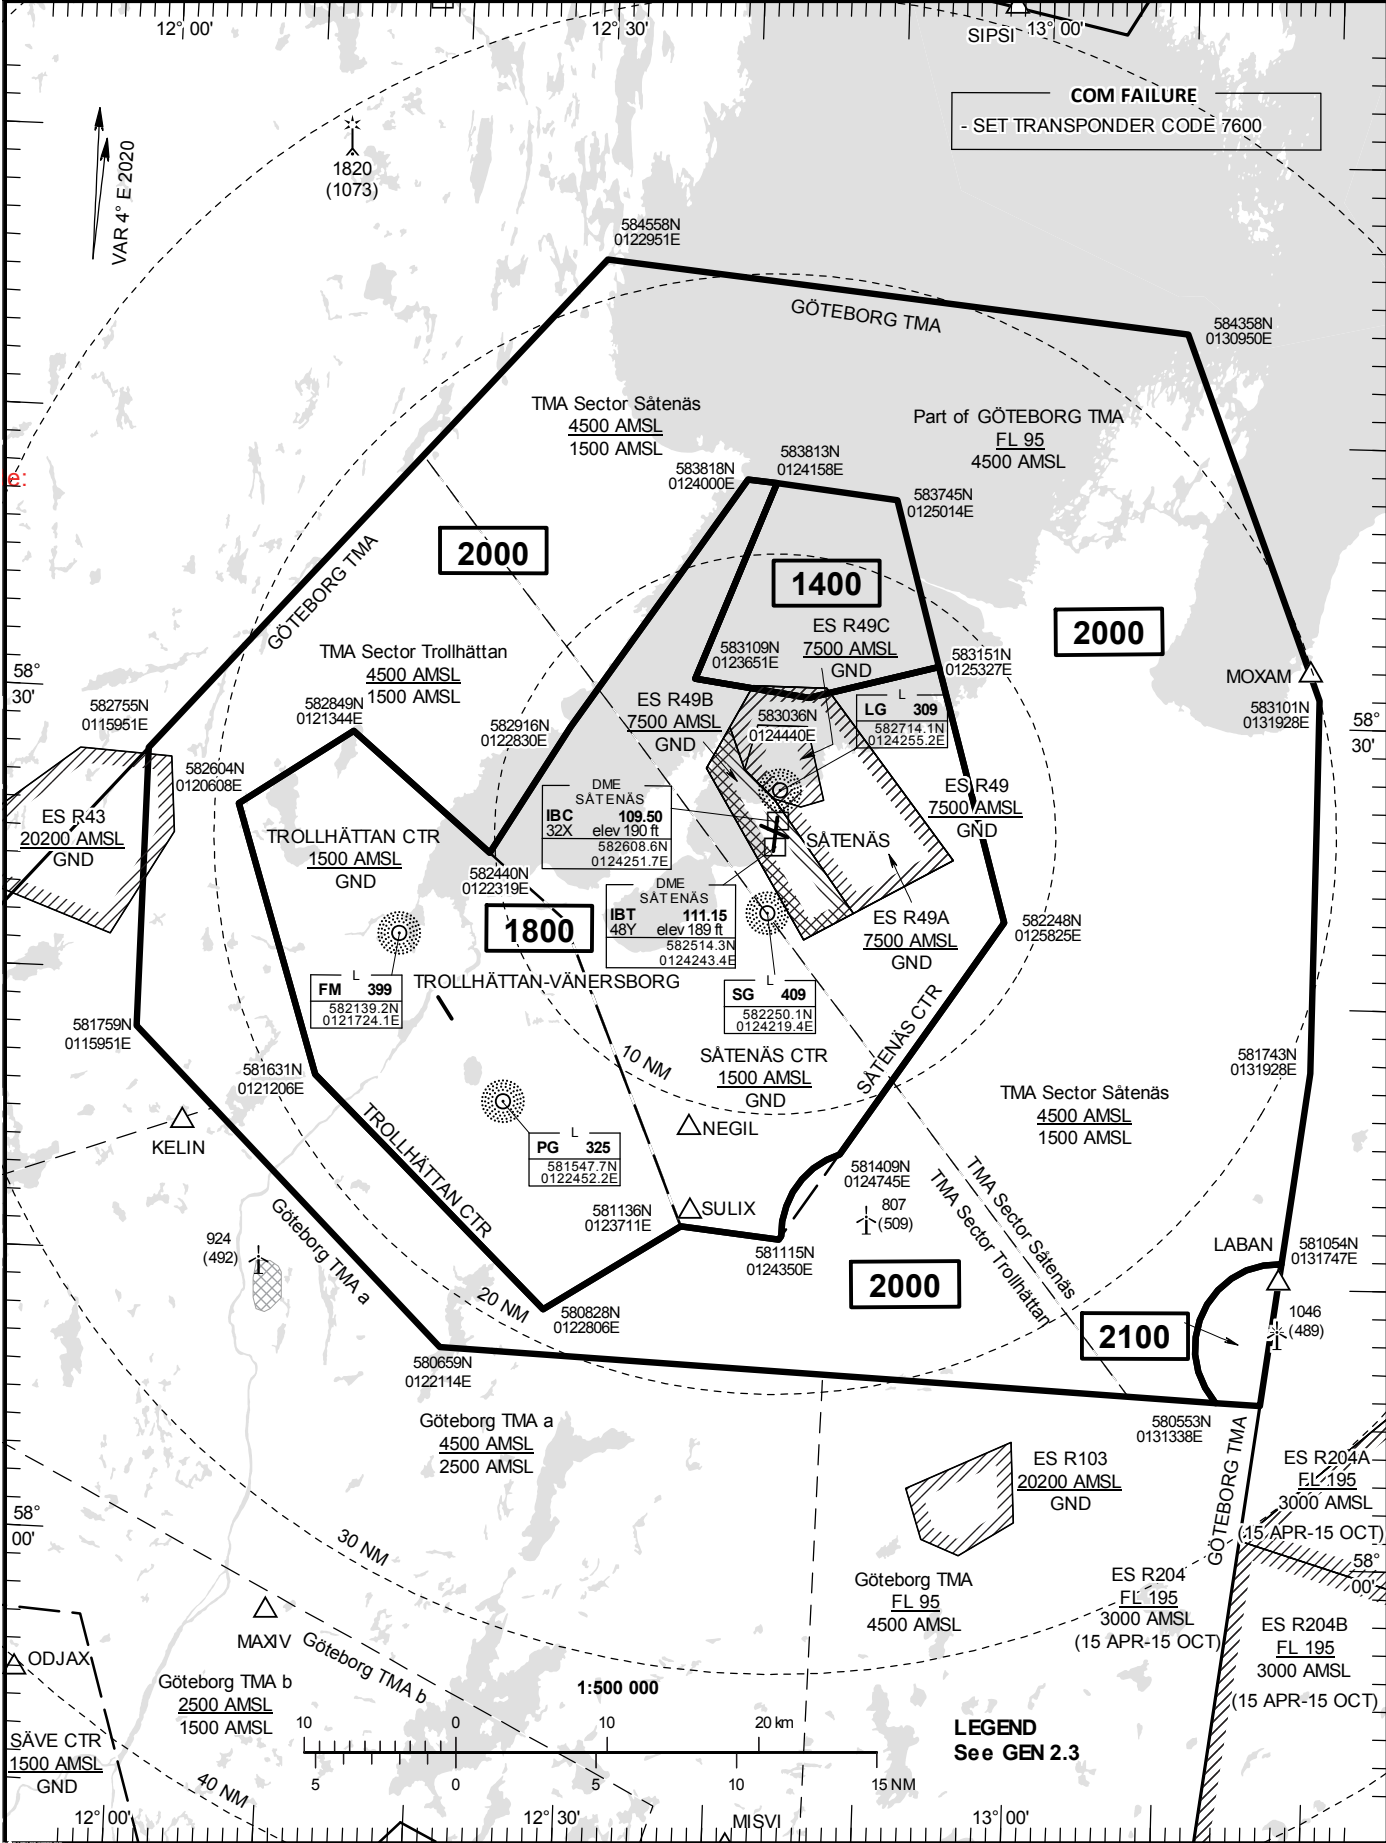 12° 00'
12° 30'
SIPSI
13° 00'
COM FAILURE
- SET TRANSPONDER CODE 7600
VAR 4° E 2020
1820
(1073)
584558N
0122951E
GÖTEBORG TMA
584358N
0130950E
TMA Sector Såtenäs
4500 AMSL
1500 AMSL
Part of GÖTEBORG TMA
FL 95
4500 AMSL
583813N
0124158E
583818N
0124000E
e:
583745N
0125014E
2000
1400
2000
GÖTEBORG TMA
ES R49C
7500 AMSL
GND
583109N
0123651E
583151N
0125327E
TMA Sector Trollhättan
4500 AMSL
1500 AMSL
MOXAM
58°
30'
582755N
0115951E
582849N
0121344E
582916N
0122830E
ES R49B
7500 AMSL
GND
583036N
0124440E
L
LG 309
582714.1N
0124255.2E
583101N
0131928E
58°
30'
582604N
0120608E
DME
SÅTENÄS
IBC 109.50
32X elev 190 ft
582608.6N
0124251.7E
ES R49
7500 AMSL
GND
ES R43
20200 AMSL
GND
TROLLHÄTTAN CTR
1500 AMSL
GND
SÅTENÄS
582440N
0122319E
DME
SÅTENÄS
IBT 111.15
48Y elev 189 ft
582514.3N
0124243.4E
1800
ES R49A
7500 AMSL
GND
582248N
0125825E
L
FM 399
582139.2N
0121724.1E
TROLLHÄTTAN-VÄNERSBORG
L
SG 409
582250.1N
0124219.4E
581759N
0115951E
SÅTENÄS CTR
10 NM
SÅTENÄS CTR
1500 AMSL
GND
581631N
0121206E
581743N
0131928E
TMA Sector Såtenäs
4500 AMSL
1500 AMSL
KELIN
TROLLHÄTTAN CTR
NEGIL
L
PG 325
581547.7N
0122452.2E
581409N
0124745E
TMA Sector Såtenäs
TMA Sector Trollhättan
581136N
0123711E
SULIX
807
(509)
Göteborg TMA a
924
(492)
581115N
0124350E
LABAN
581054N
0131747E
20 NM
2000
580828N
0122806E
2100
1046
(489)
580659N
0122114E
Göteborg TMA a
4500 AMSL
2500 AMSL
580553N
0131338E
GÖTEBORG TMA
ES R103
20200 AMSL
GND
ES R204A
FL 195
3000 AMSL
(15 APR-15 OCT)
58°
00'
30 NM
58°
00'
Göteborg TMA
FL 95
4500 AMSL
ES R204
FL 195
3000 AMSL
(15 APR-15 OCT)
ES R204B
FL 195
3000 AMSL
(15 APR-15 OCT)
MAXIV
Göteborg TMA b
ODJAX
Göteborg TMA b
2500 AMSL
1500 AMSL
1:500 000
10 0 10 20 km
5 0 5 10 15 NM
LEGEND
See GEN 2.3
SÄVE CTR
1500 AMSL
GND
40 NM
12° 00'
12° 30'
MISVI
13° 00'